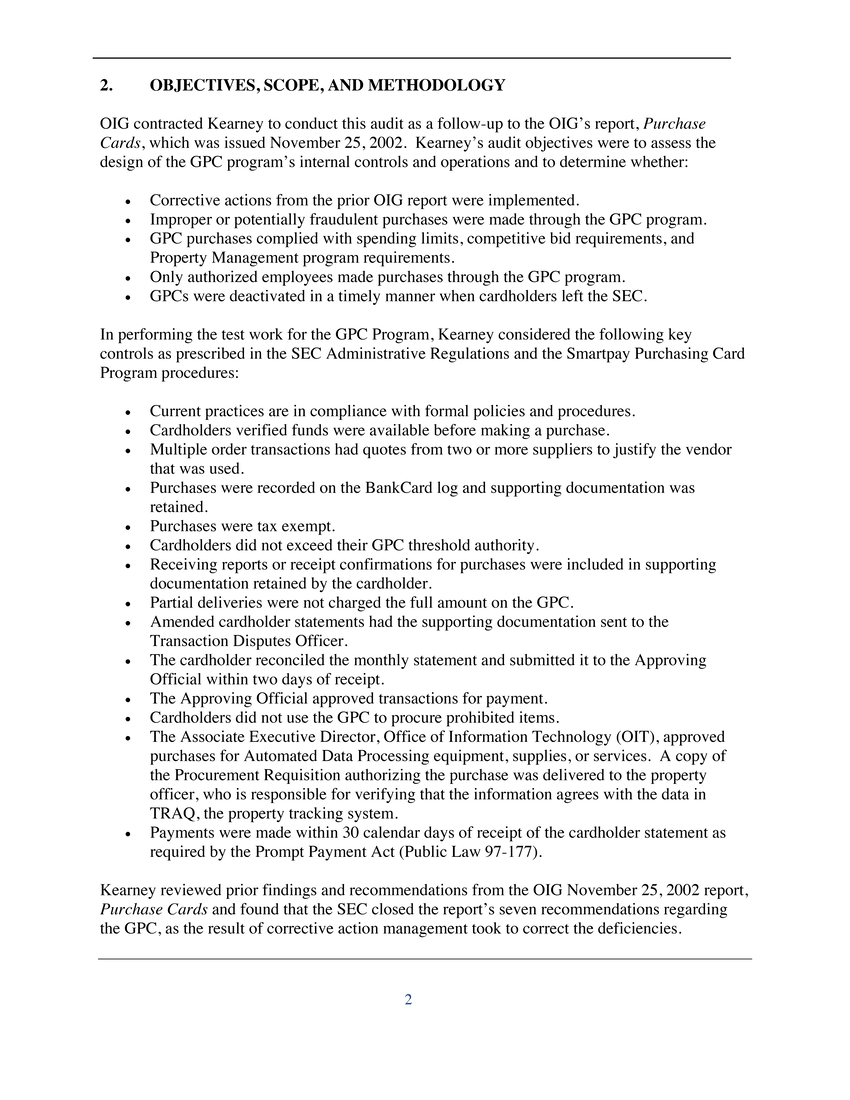 2. OBJECTIVES, SCOPE, AND METHODOLOGY
OIG contracted Kearney to conduct this audit as a follow-up to the OIG's report, Purchase
Cards, which was issued November 25, 2002. Kearney's audit objectives were to assess the
design of the GPC program's internal controls and operations and to determine whether:
• Corrective actions from the prior OIG report were implemented.
• Improper or potentially fraudulent purchases were made through the GPC program.
• GPC purchases complied with spending limits, competitive bid requirements, and
Property Management program requirements.
• Only authorized employees made purchases through the GPC program.
• GPCs were deactivated in a timely manner when cardholders left the SEC.
In performing the test work for the GPC Program, Kearney considered the following key
controls as prescribed in the SEC Administrative Regulations and the Smartpay Purchasing Card
Program procedures:
• Current practices are in compliance with formal policies and procedures.
• Cardholders verified funds were available before making a purchase.
• Multiple order transactions had quotes from two or more suppliers to justify the vendor
that was used.
• Purchases were recorded on the BankCard log and supporting documentation was
retained.
• Purchases were tax exempt.
• Cardholders did not exceed their GPC threshold authority.
• Receiving reports or receipt confirmations for purchases were included in supporting
documentation retained by the cardholder.
• Partial deliveries were not charged the full amount on the GPC.
• Amended cardholder statements had the supporting documentation sent to the
Transaction Disputes Officer.
• The cardholder reconciled the monthly statement and submitted it to the Approving
Official within two days of receipt.
• The Approving Official approved transactions for payment.
• Cardholders did not use the GPC to procure prohibited items.
• The Associate Executive Director, Office of Information Technology (OIT), approved
purchases for Automated Data Processing equipment, supplies, or services. A copy of
the Procurement Requisition authorizing the purchase was delivered to the property
officer, who is responsible for verifying that the information agrees with the data in
TRAQ, the property tracking system.
• Payments were made within 30 calendar days of receipt of the cardholder statement as
required by the Prompt Payment Act (Public Law 97-177).
Kearney reviewed prior findings and recommendations from the OIG November 25, 2002 report,
Purchase Cards and found that the SEC closed the report's seven recommendations regarding
the GPC, as the result of corrective action management took to correct the deficiencies.
2